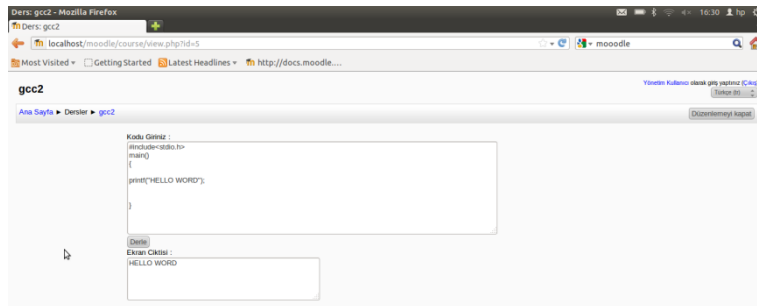 Ders: gcc2 - Mozilla Firefox 16:30 hp
Ders: gcc2
localhost/moodle/course/view.php?id=5 mooodle
Most Visited Getting Started Latest Headlines http://docs.moodle....
gcc2
Yönetim Kullanıcı olarak giriş yaptınız (Çıkış
Türkçe (tr)
Ana Sayfa ► Dersler ► gcc2
Düzenlemeyi kapat
Kodu Giriniz :
#include<stdio.h>
main()
{
printf("HELLO WORD");
}
Derle
Ekran Ciktisi :
HELLO WORD